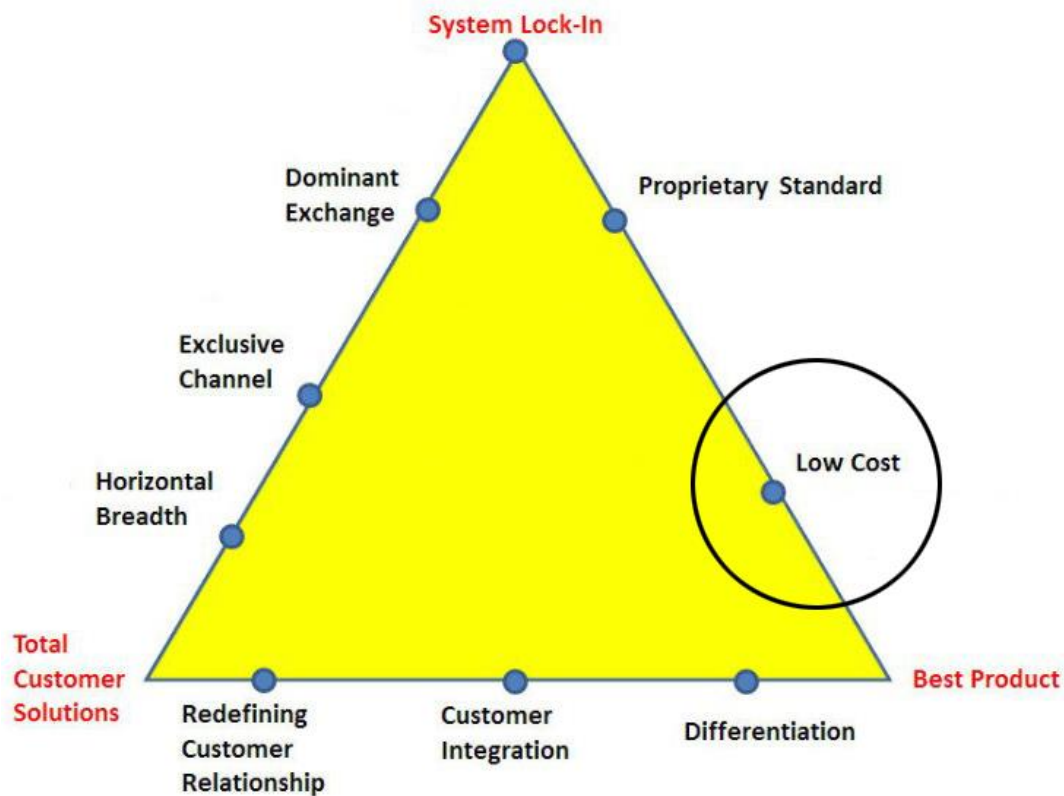 System Lock-In
Dominant
Exchange
Proprietary Standard
Exclusive
Channel
Low Cost
Horizontal
Breadth
Total
Customer
Solutions
Best Product
Redefining
Customer
Relationship
Customer
Integration
Differentiation